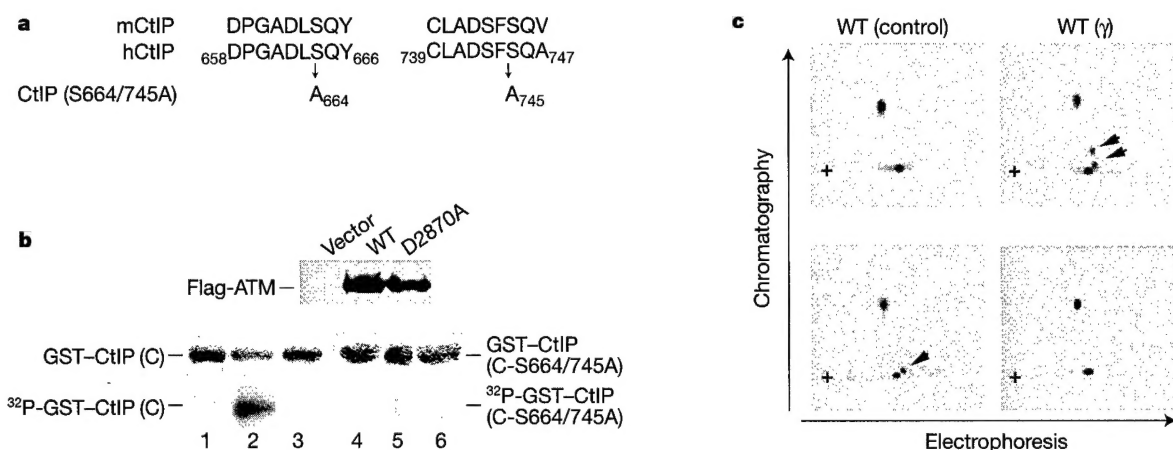 a
mCtIP DPGADLSQY CLADSFSQV
hCtIP 658DPGADLSQY666 739CLADSFSQA747
CtIP (S664/745A) A664 A745
b
Vector WT D2870A
Flag-ATM
GST–CtIP (C) GST–CtIP
(C-S664/745A)
32P-GST–CtIP (C) 32P-GST–CtIP
(C-S664/745A)
1 2 3 4 5 6
c
WT (control) WT (γ)
Chromatography
+ +
+ +
Electrophoresis